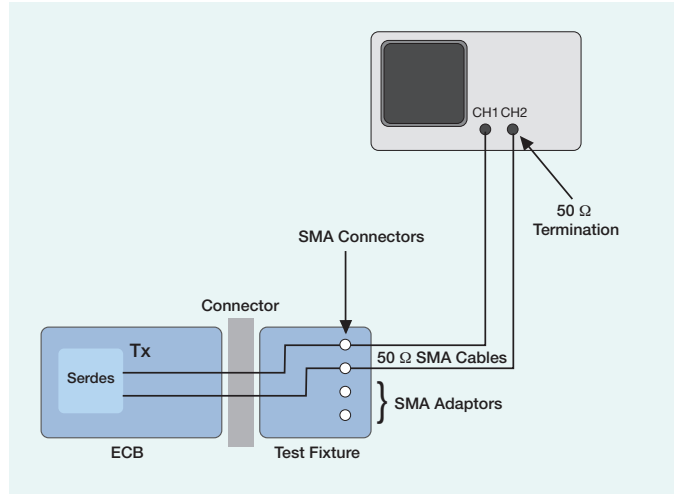 CH1 CH2
50 Ω
Termination
SMA Connectors
Connector
Tx
Serdes
50 Ω SMA Cables
SMA Adaptors
ECB
Test Fixture